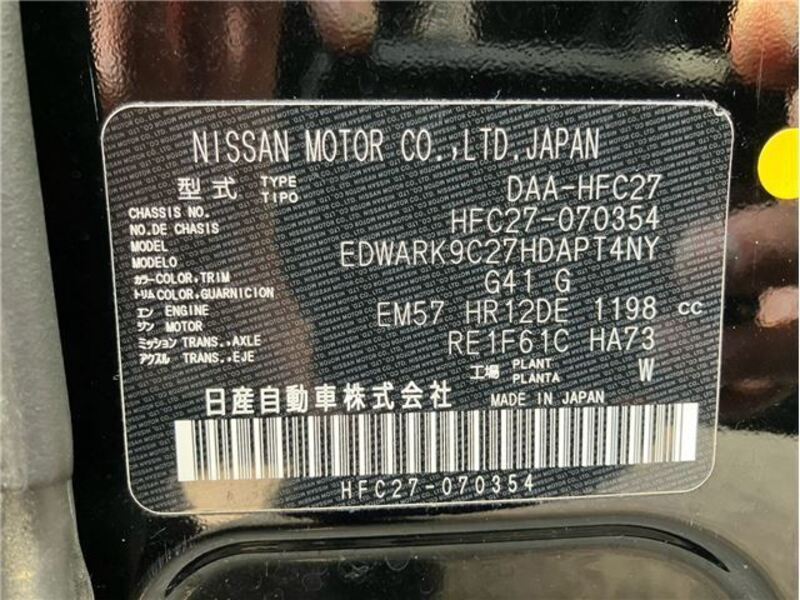 NISSAN MOTOR CO.,LTD.JAPAN
型式 TYPE TIPO DAA-HFC27
CHASSIS NO. NO.DE CHASIS HFC27-070354
MODEL MODELO EDWARK9C27HDAPT4NY
カラー COLOR,TRIM
トリム COLOR,GUARNICION G41 G
エン ENGINE
ジン MOTOR EM57 HR12DE 1198 cc
ミッション TRANS.,AXLE
アクスル TRANS.,EJE RE1F61C HA73
工場 PLANT PLANTA W
日産自動車株式会社 MADE IN JAPAN
HFC27-070354